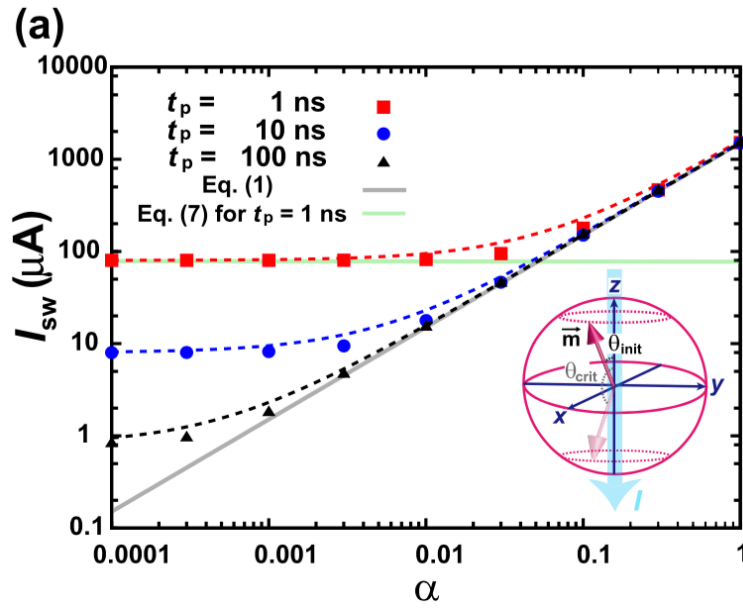 (a)
10000
1000
100
10
1
0.1
I_sw (μA)
t_p = 1 ns
t_p = 10 ns
t_p = 100 ns
Eq. (1)
Eq. (7) for t_p = 1 ns
z
m
θ_init
θ_crit
y
x
I
0.0001 0.001 0.01 0.1 1
α